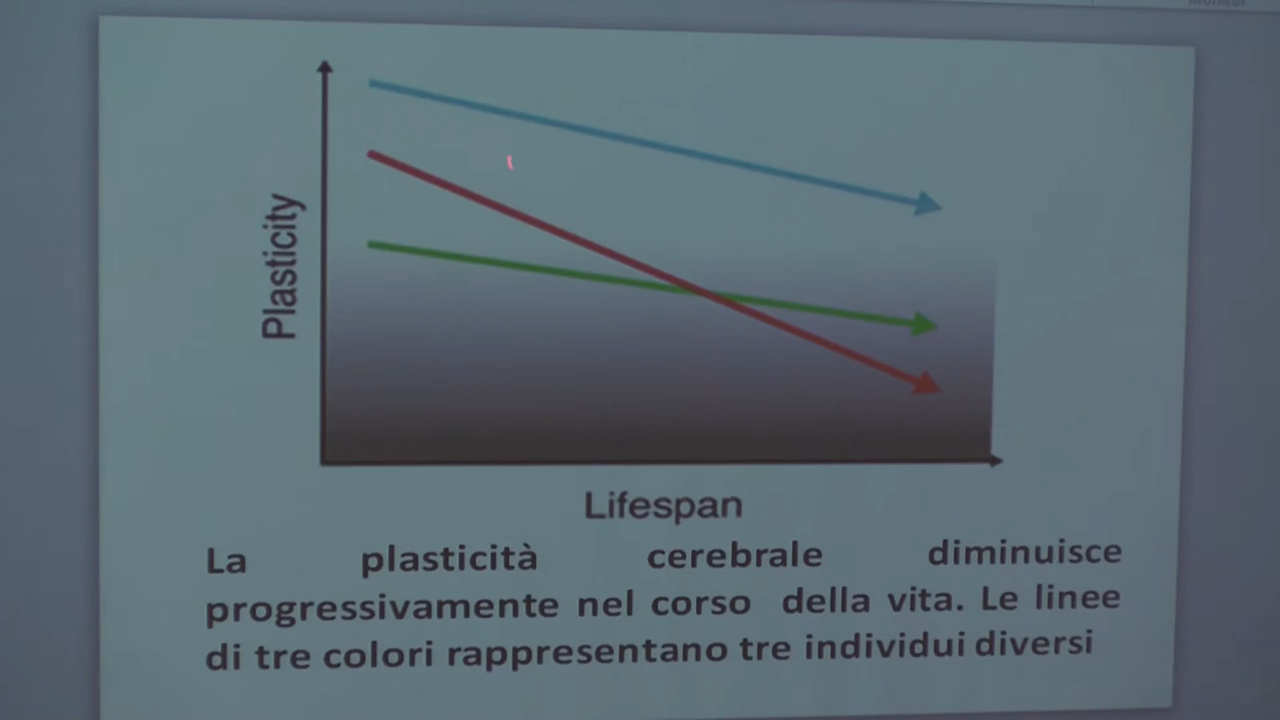 Plasticity
Lifespan
La plasticità cerebrale diminuisce
progressivamente nel corso della vita. Le linee
di tre colori rappresentano tre individui diversi